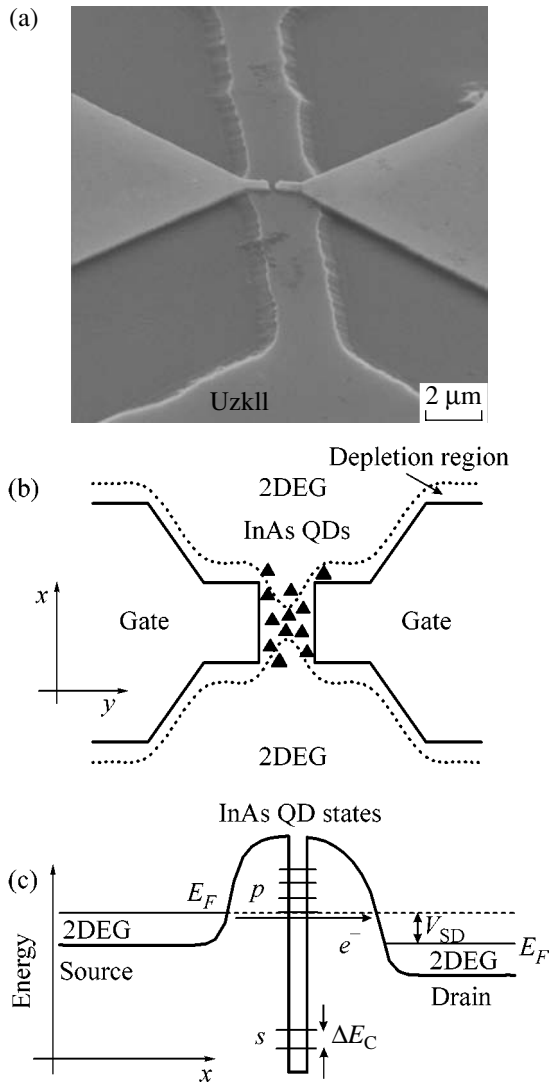 (a)
Uzkll
2 μm
(b)
Depletion region
2DEG
InAs QDs
x
Gate
Gate
y
2DEG
InAs QD states
(c)
E_F
p
2DEG
e⁻
V_SD
E_F
Source
2DEG
Drain
Energy
s
ΔE_C
x